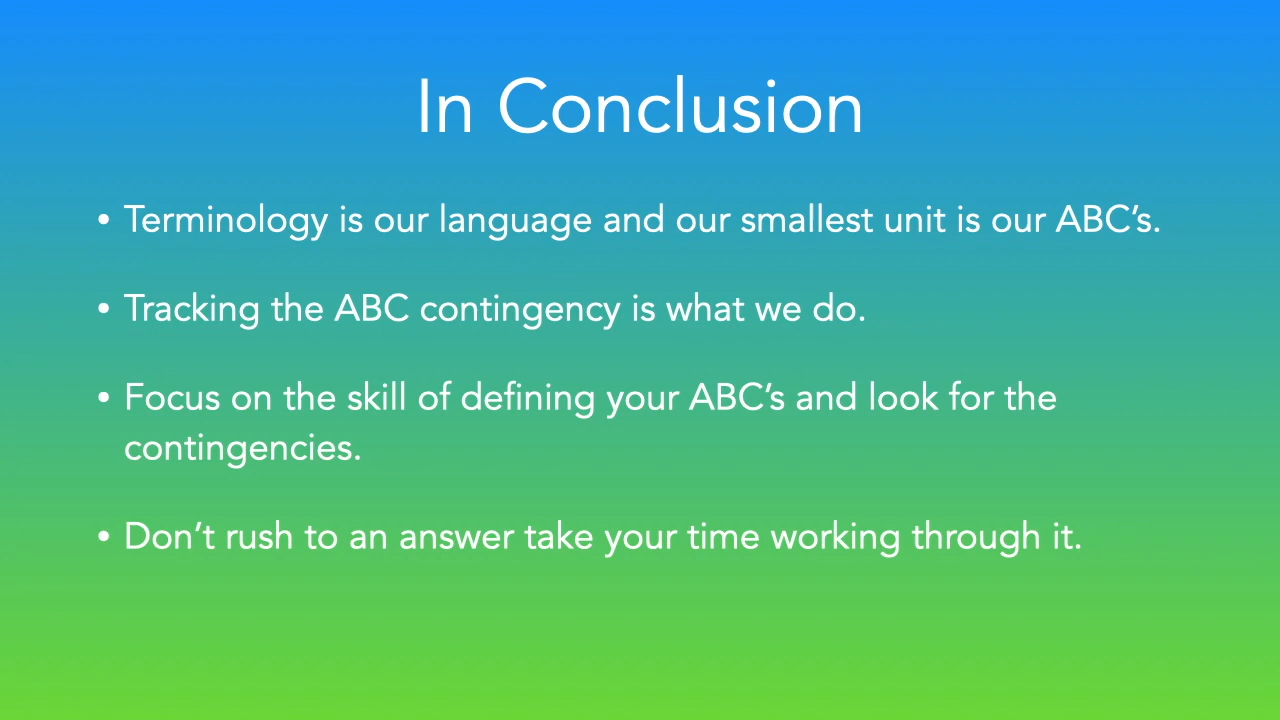 In Conclusion
• Terminology is our language and our smallest unit is our ABC’s.
• Tracking the ABC contingency is what we do.
• Focus on the skill of defining your ABC’s and look for the
contingencies.
• Don’t rush to an answer take your time working through it.